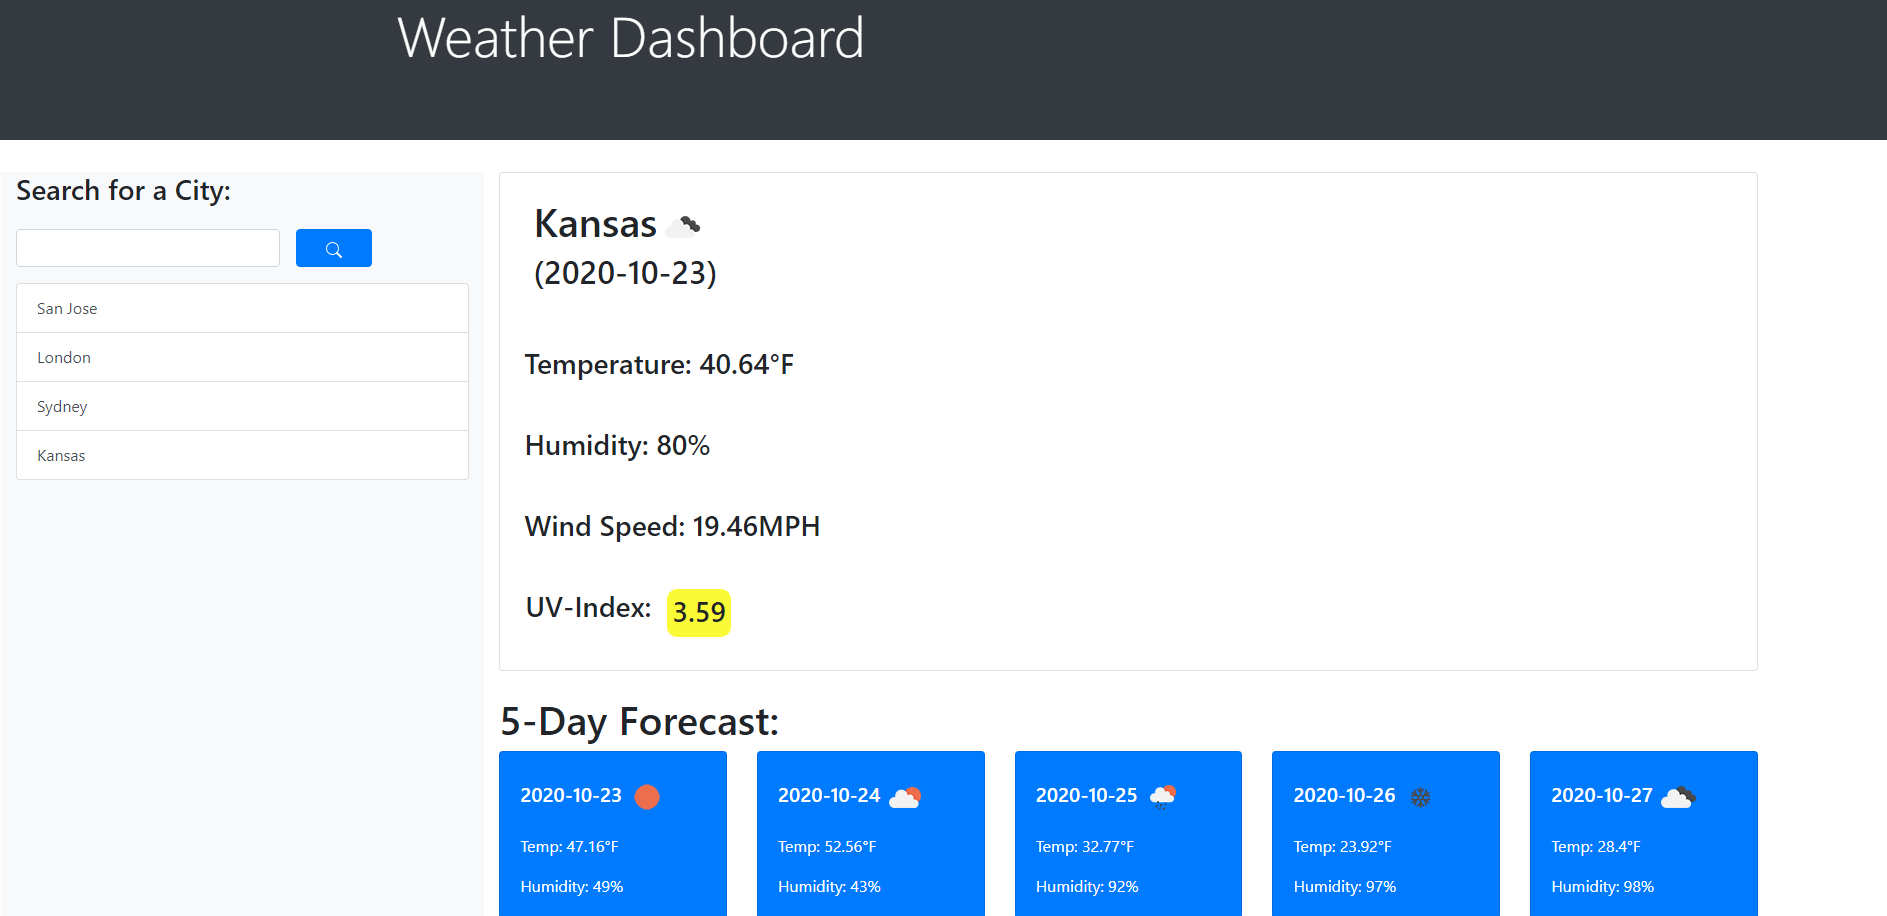 Weather Dashboard
Search for a City:
San Jose
London
Sydney
Kansas
Kansas
(2020-10-23)
Temperature: 40.64°F
Humidity: 80%
Wind Speed: 19.46MPH
UV-Index: 3.59
5-Day Forecast:
2020-10-23
Temp: 47.16°F
Humidity: 49%
2020-10-24
Temp: 52.56°F
Humidity: 43%
2020-10-25
Temp: 32.77°F
Humidity: 92%
2020-10-26
Temp: 23.92°F
Humidity: 97%
2020-10-27
Temp: 28.4°F
Humidity: 98%